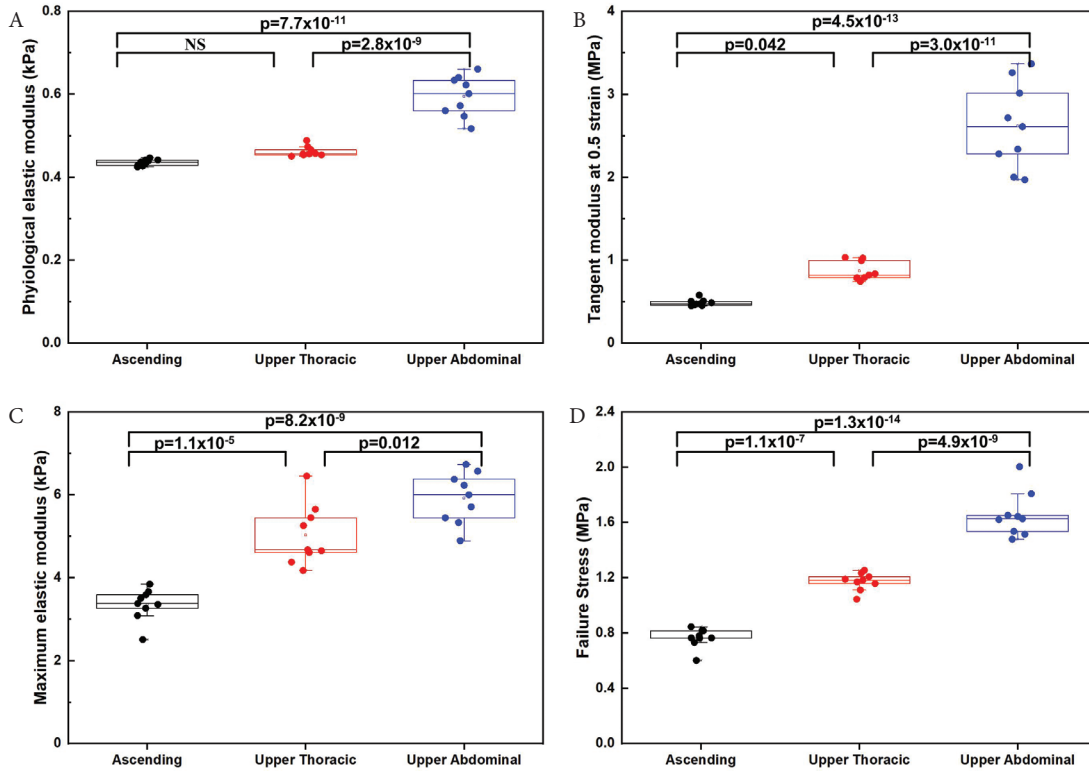 A
Phyiological elastic modulus (kPa)
0.8
0.6
0.4
0.2
0.0
p=7.7x10⁻¹¹
NS
p=2.8x10⁻⁹
Ascending
Upper Thoracic
Upper Abdominal
B
Tangent modulus at 0.5 strain (MPa)
4
3
2
1
0
p=4.5x10⁻¹³
p=0.042
p=3.0x10⁻¹¹
Ascending
Upper Thoracic
Upper Abdominal
C
Maximum elastic modulus (kPa)
8
6
4
2
0
p=8.2x10⁻⁹
p=1.1x10⁻⁵
p=0.012
Ascending
Upper Thoracic
Upper Abdominal
D
Failure Stress (MPa)
2.4
2.0
1.6
1.2
0.8
0.4
0.0
p=1.3x10⁻¹⁴
p=1.1x10⁻⁷
p=4.9x10⁻⁹
Ascending
Upper Thoracic
Upper Abdominal